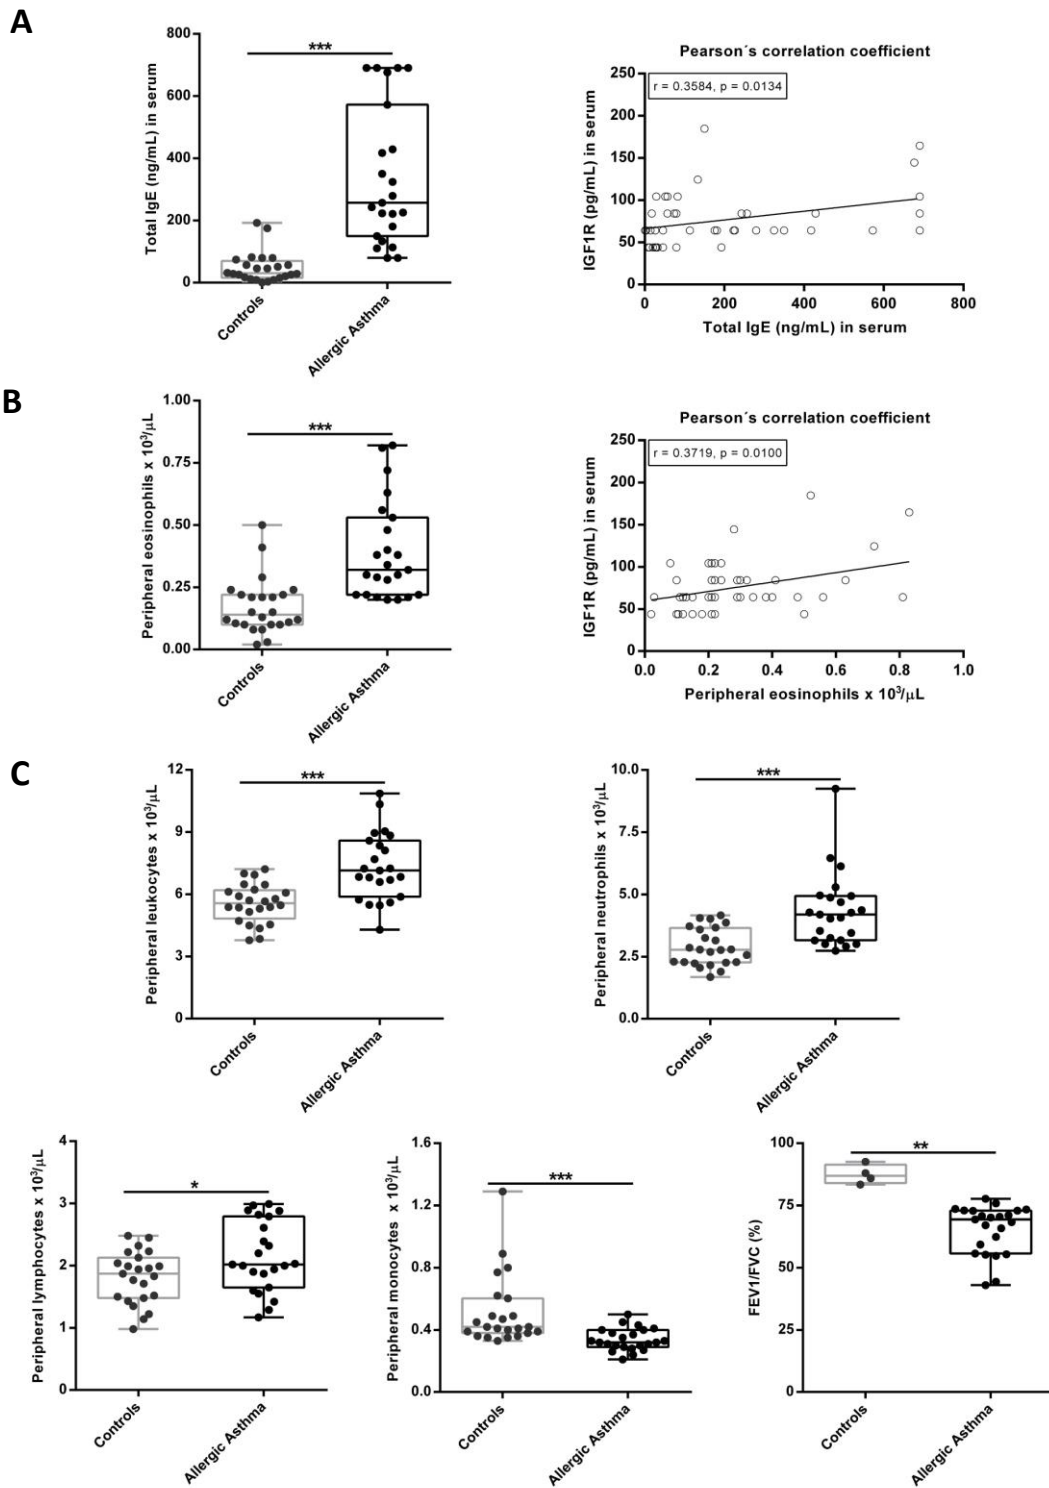 A
Total IgE (ng/mL) in serum
800
600
400
200
0
***
Controls
Allergic Asthma
Pearson´s correlation coefficient
r = 0.3584, p = 0.0134
IGF1R (pg/mL) in serum
250
200
150
100
50
0
0 200 400 600 800
Total IgE (ng/mL) in serum
B
Peripheral eosinophils x 10³/µL
1.00
0.75
0.50
0.25
0.00
***
Controls
Allergic Asthma
Pearson´s correlation coefficient
r = 0.3719, p = 0.0100
IGF1R (pg/mL) in serum
250
200
150
100
50
0
0.0 0.2 0.4 0.6 0.8 1.0
Peripheral eosinophils x 10³/µL
C
Peripheral leukocytes x 10³/µL
12
9
6
3
0
***
Controls
Allergic Asthma
Peripheral neutrophils x 10³/µL
10.0
7.5
5.0
2.5
0.0
***
Controls
Allergic Asthma
Peripheral lymphocytes x 10³/µL
4
3
2
1
0
*
Controls
Allergic Asthma
Peripheral monocytes x 10³/µL
1.6
1.2
0.8
0.4
0.0
***
Controls
Allergic Asthma
FEV1/FVC (%)
100
75
50
25
0
**
Controls
Allergic Asthma